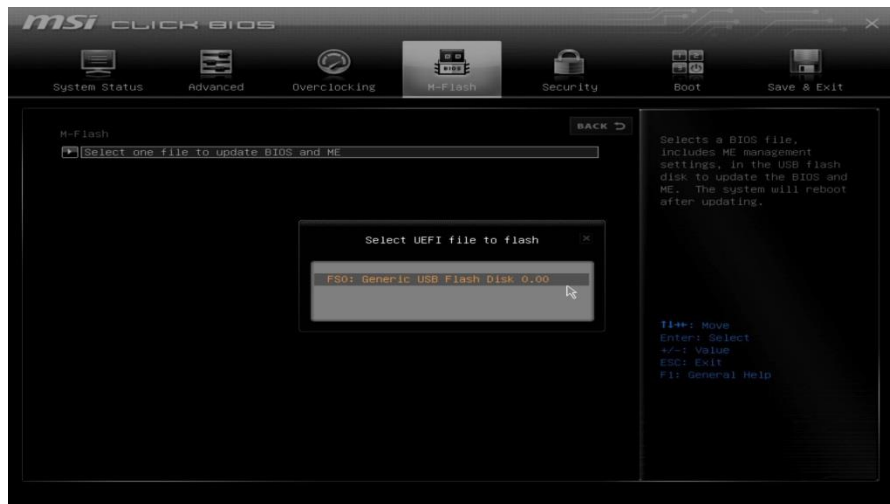 msi CLICK BIOS
System Status Advanced Overclocking M-Flash Security Boot Save & Exit
M-Flash
BACK
Select one file to update BIOS and ME
Select UEFI file to flash
FS0: Generic USB Flash Disk 0.00
Selects a BIOS file,
includes ME management
settings, in the USB flash
disk to update the BIOS and
ME. The system will reboot
after updating.
↑↓→←: Move
Enter: Select
+/-: Value
ESC: Exit
F1: General Help